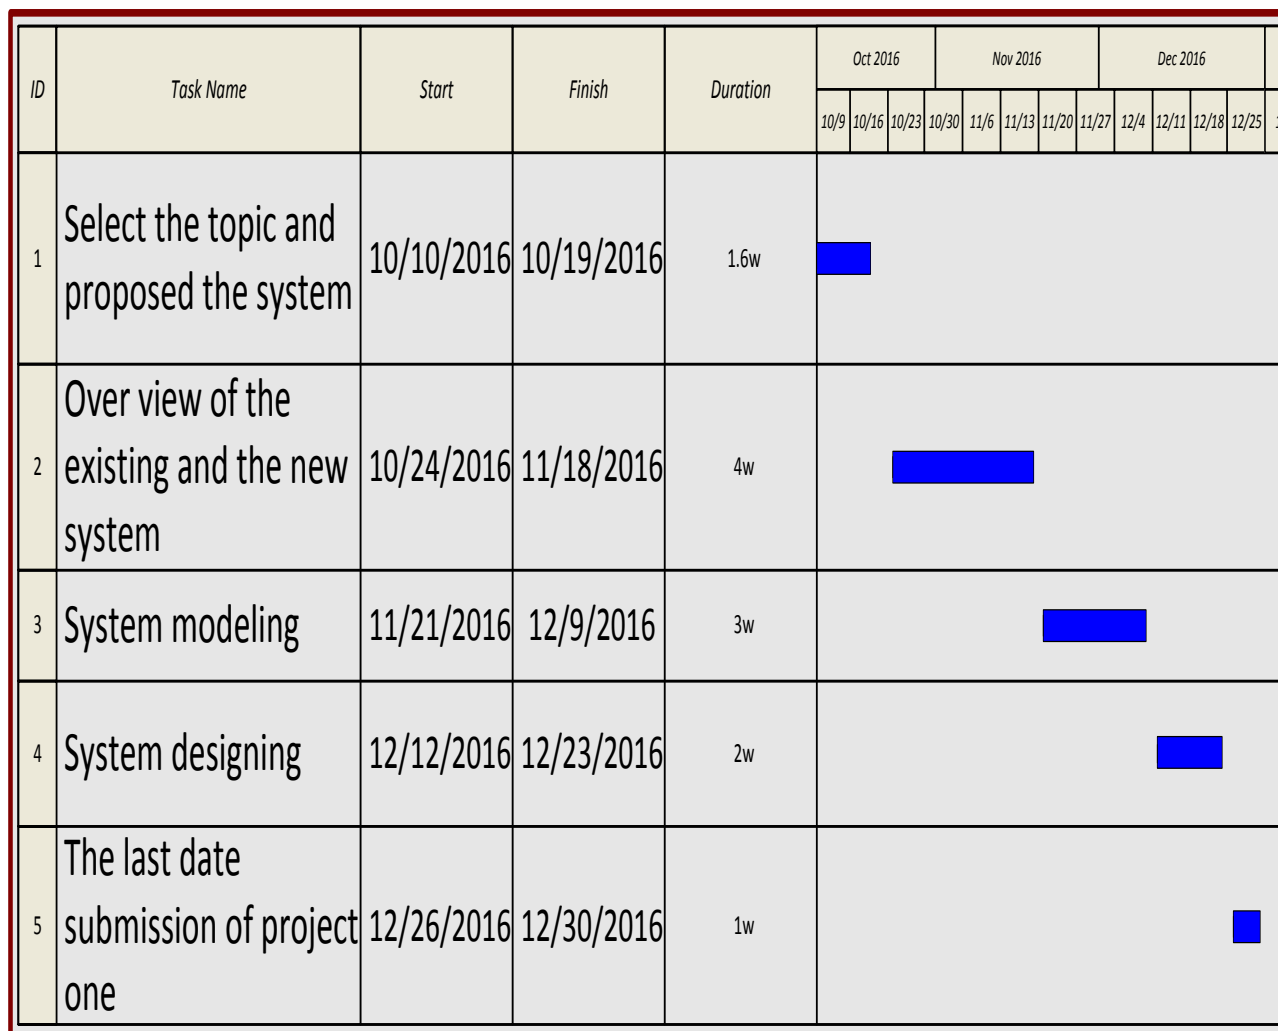 ID Task Name Start Finish Duration Oct 2016 Nov 2016 Dec 2016
10/9 10/16 10/23 10/30 11/6 11/13 11/20 11/27 12/4 12/11 12/18 12/25
1 Select the topic and proposed the system 10/10/2016 10/19/2016 1.6w
2 Over view of the existing and the new system 10/24/2016 11/18/2016 4w
3 System modeling 11/21/2016 12/9/2016 3w
4 System designing 12/12/2016 12/23/2016 2w
5 The last date submission of project one 12/26/2016 12/30/2016 1w